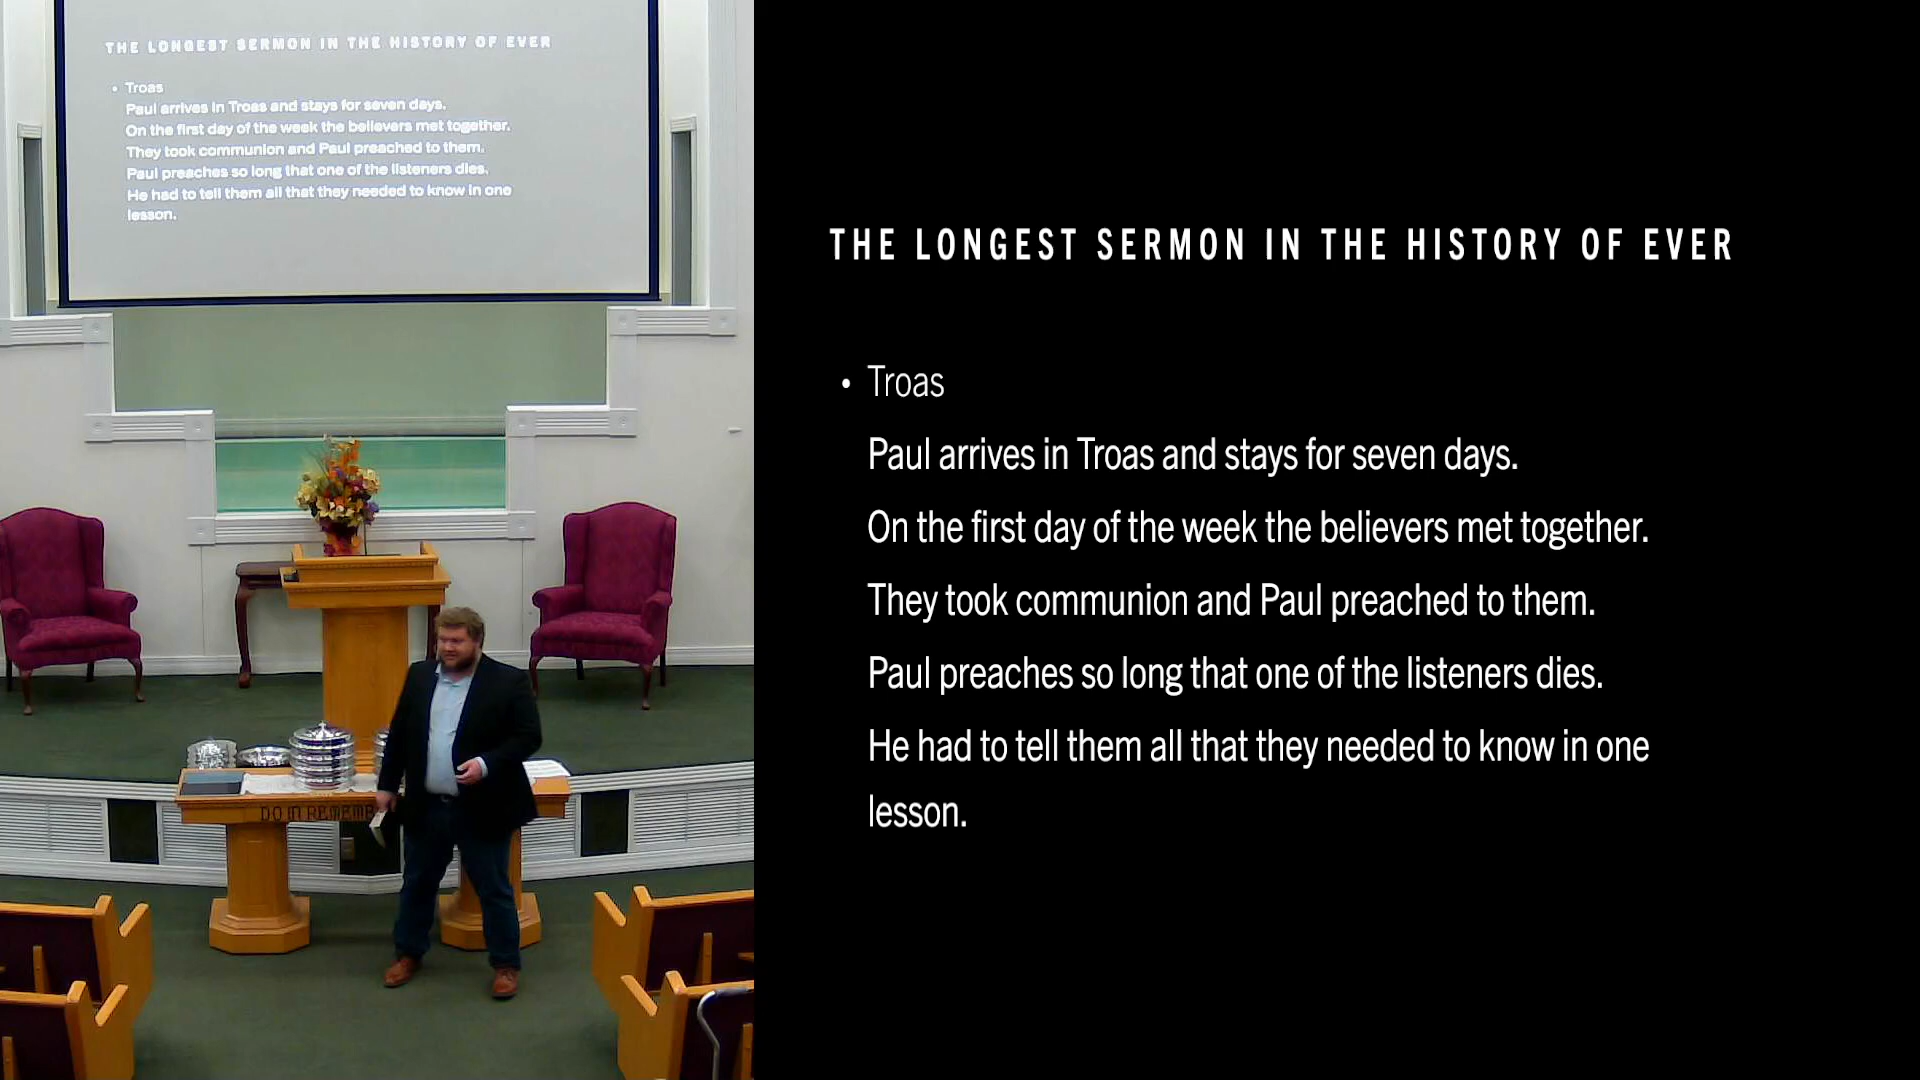 THE LONGEST SERMON IN THE HISTORY OF EVER
• Troas
Paul arrives in Troas and stays for seven days.
On the first day of the week the believers met together.
They took communion and Paul preached to them.
Paul preaches so long that one of the listeners dies.
He had to tell them all that they needed to know in one
lesson.
DO IN REMEMB
THE LONGEST SERMON IN THE HISTORY OF EVER
• Troas
Paul arrives in Troas and stays for seven days.
On the first day of the week the believers met together.
They took communion and Paul preached to them.
Paul preaches so long that one of the listeners dies.
He had to tell them all that they needed to know in one
lesson.